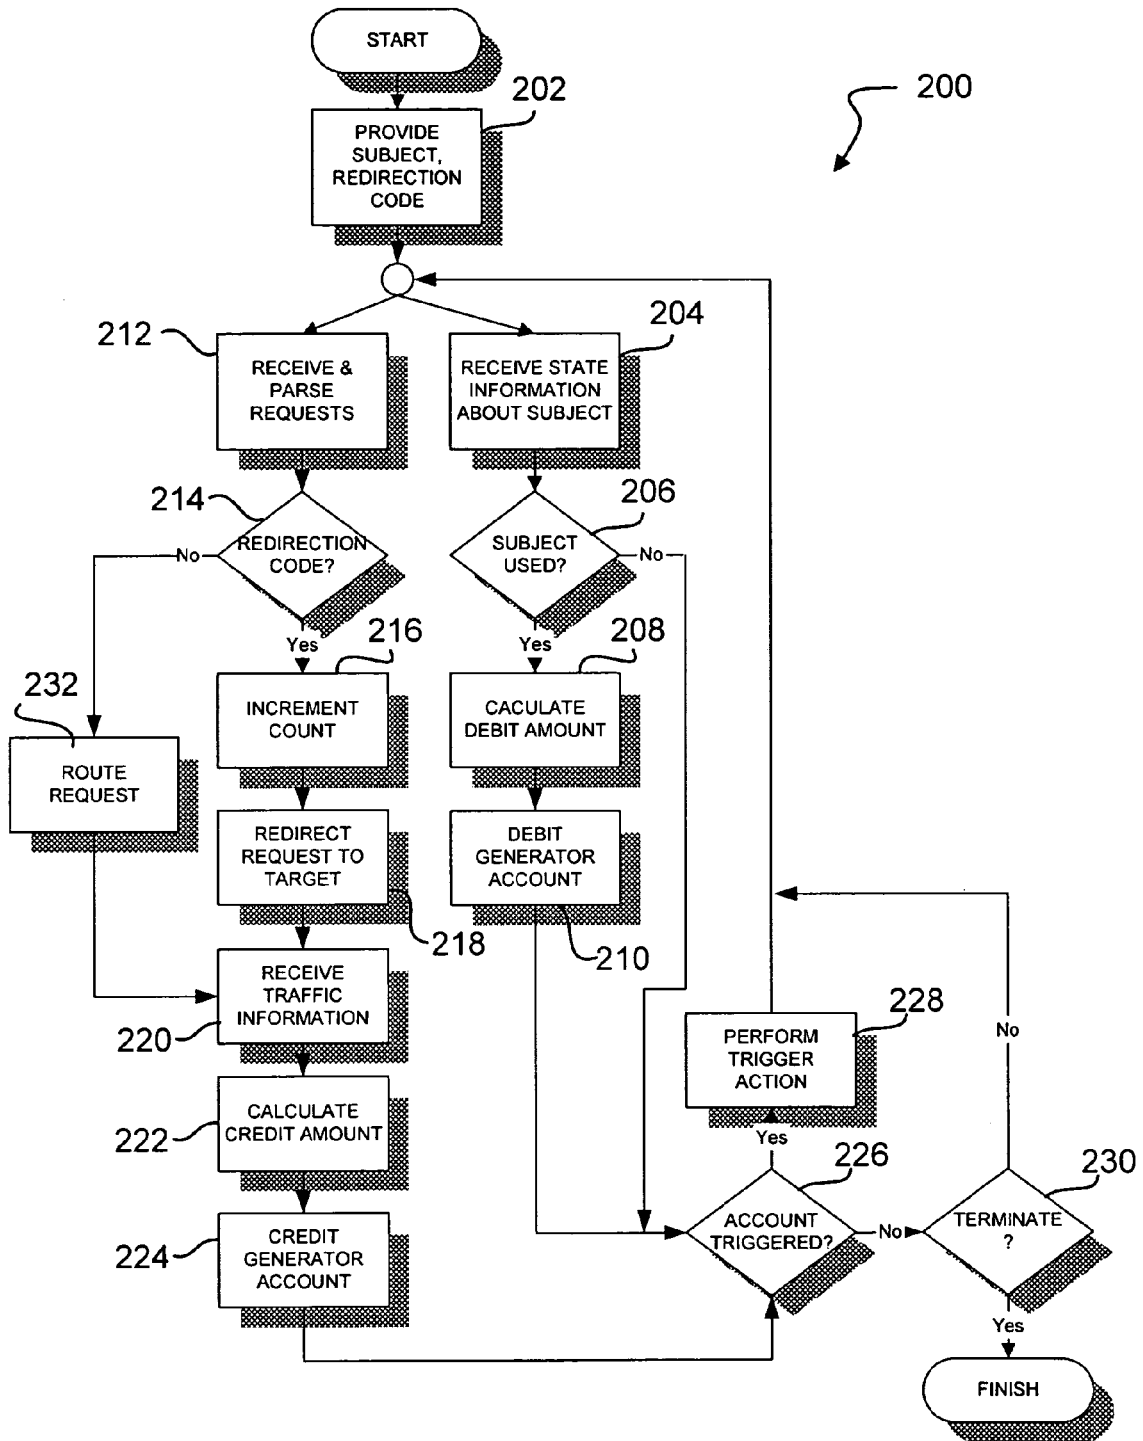 START
200
202
PROVIDE
SUBJECT,
REDIRECTION
CODE
212
RECEIVE &
PARSE
REQUESTS
204
RECEIVE STATE
INFORMATION
ABOUT SUBJECT
214
REDIRECTION
CODE?
No
Yes
206
SUBJECT
USED?
No
Yes
232
ROUTE
REQUEST
216
INCREMENT
COUNT
208
CACULATE
DEBIT AMOUNT
REDIRECT
REQUEST TO
TARGET
218
DEBIT
GENERATOR
ACCOUNT
210
RECEIVE
TRAFFIC
INFORMATION
220
228
PERFORM
TRIGGER
ACTION
No
CALCULATE
CREDIT AMOUNT
222
Yes
226
ACCOUNT
TRIGGERED?
No
230
TERMINATE
?
CREDIT
GENERATOR
ACCOUNT
224
Yes
FINISH